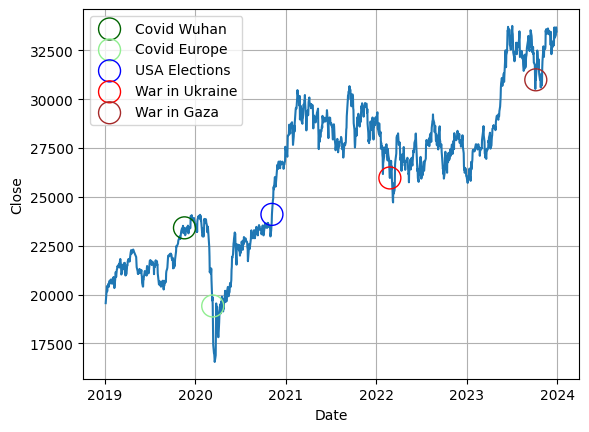 Covid Wuhan
Covid Europe
USA Elections
War in Ukraine
War in Gaza
32500
30000
27500
25000
22500
20000
17500
Close
2019 2020 2021 2022 2023 2024
Date